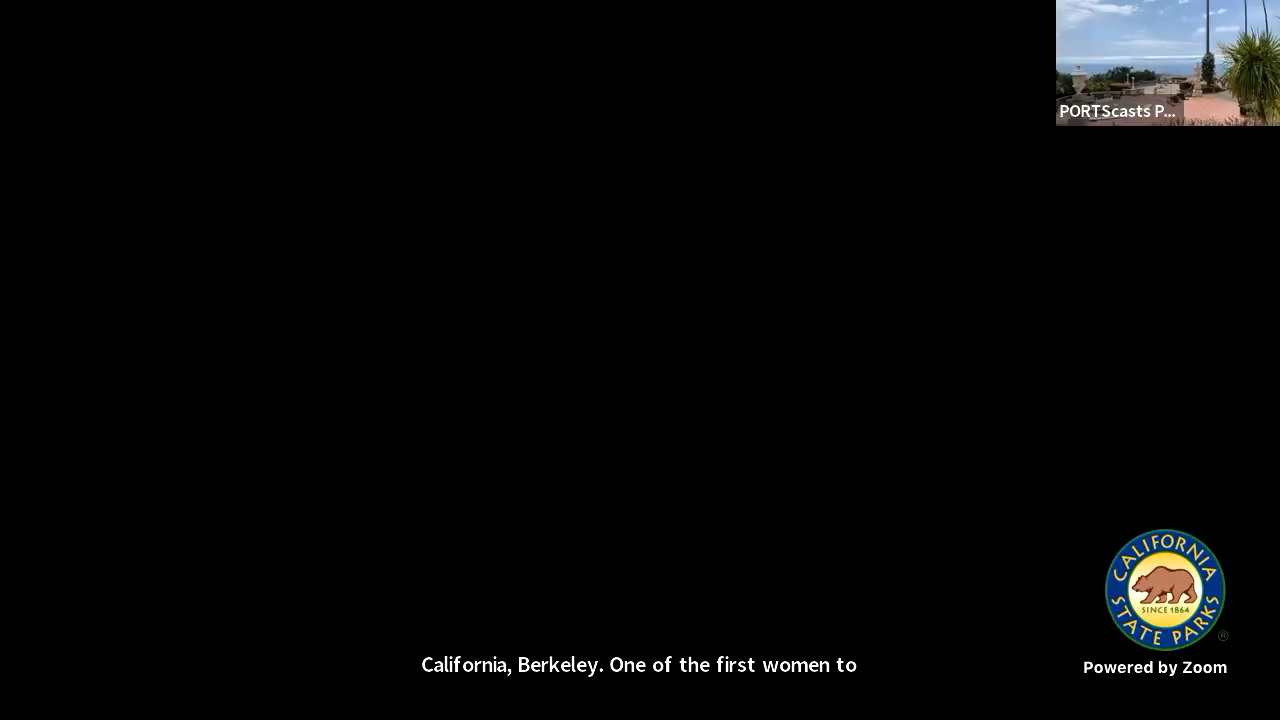 PORTScasts P...
CALIFORNIA
SINCE 1864
STATE PARKS
®
Powered by Zoom
California, Berkeley. One of the first women to